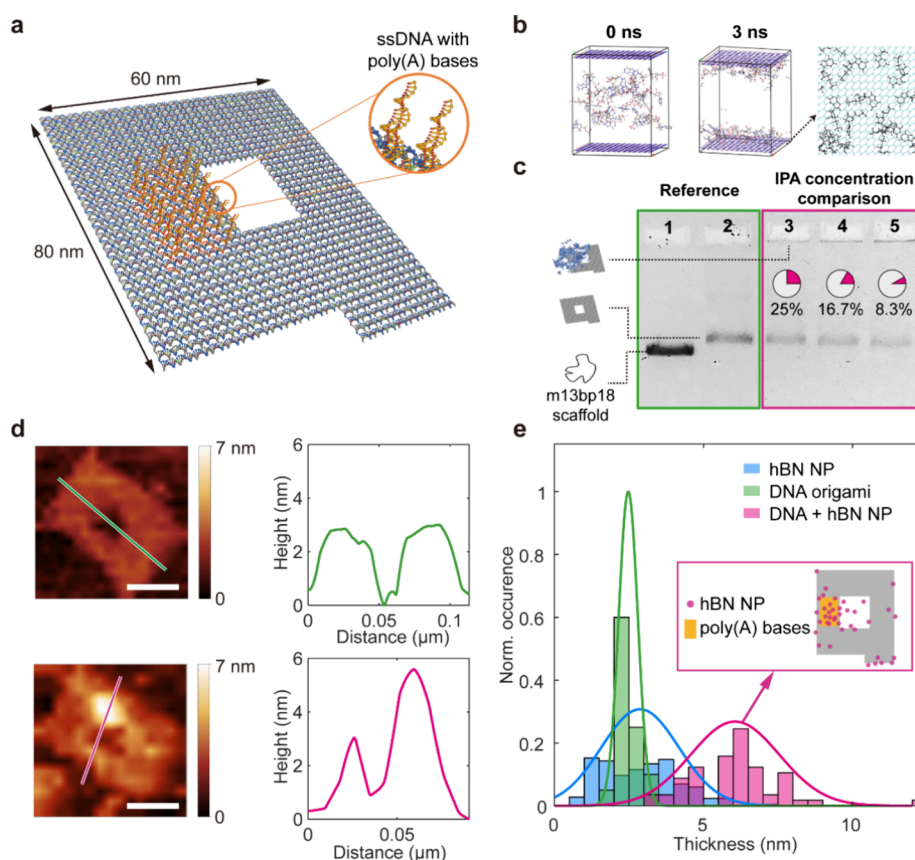 a
ssDNA with
poly(A) bases
60 nm
80 nm
b
0 ns
3 ns
c
Reference
IPA concentration
comparison
1
2
3
4
5
25%
16.7%
8.3%
m13bp18
scaffold
d
7 nm
0
6
4
2
0
Height (nm)
0
0.05
0.1
Distance (µm)
7 nm
0
6
4
2
0
Height (nm)
0
0.05
Distance (µm)
e
hBN NP
DNA origami
DNA + hBN NP
hBN NP
poly(A) bases
1
0.8
0.6
0.4
0.2
0
Norm. occurence
0
5
10
Thickness (nm)